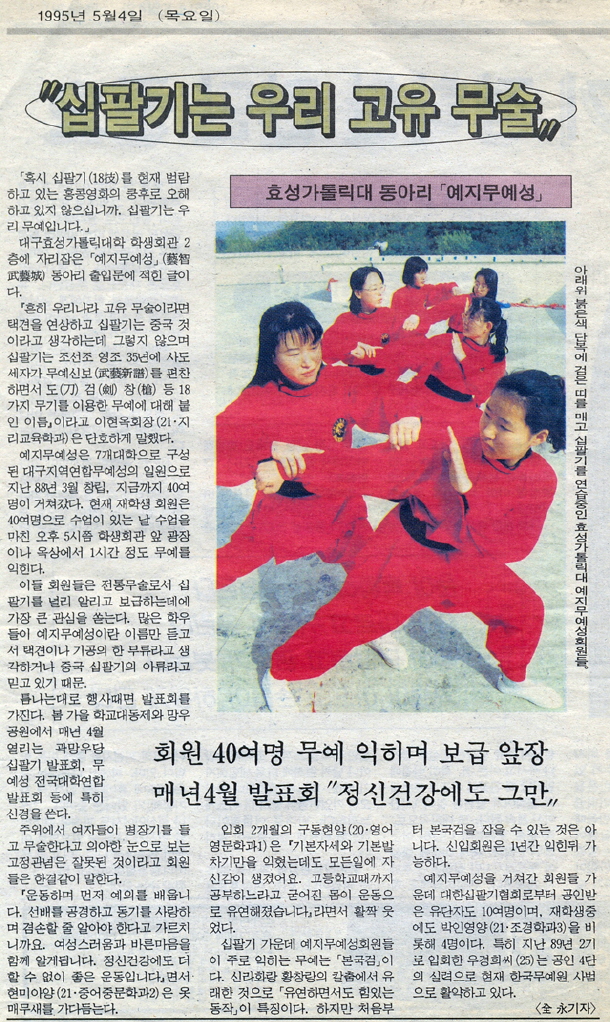 1995년 5월4일 (목요일)
"십팔기는 우리 고유 무술"
효성가톨릭대 동아리 「예지무예성」
「혹시 십팔기(18技)를 현재 범람
하고 있는 홍콩영화의 쿵후로 오해
하고 있지 않으십니까. 십팔기는 우
리 무예입니다.」
대구효성가톨릭대학 학생회관 2
층에 자리잡은 「예지무예성」(藝智
武藝城) 동아리 출입문에 적힌 글이
다.
『흔히 우리나라 고유 무술이라면
택견을 연상하고 십팔기는 중국 것
이라고 생각하는데 그렇지 않으며
십팔기는 조선조 영조 35년에 사도
세자가 무예신보(武藝新譜)를 편찬
하면서 도(刀) 검(劍) 창(槍) 등 18
가지 무기를 이용한 무예에 대해 붙
인 이름』이라고 이현옥회장(21·지
리교육학과)은 단호하게 말했다.
예지무예성은 7개대학으로 구성
된 대구지역연합무예성의 일원으로
지난 88년 3월 창립, 지금까지 40여
명이 거쳐갔다. 현재 재학생 회원은
40여명으로 수업이 있는 날 수업을
마친 오후 5시쯤 학생회관 앞 광장
이나 옥상에서 1시간 정도 무예를
익힌다.
이들 회원들은 전통무술로서 십
팔기를 널리 알리고 보급하는데에
가장 큰 관심을 쏟는다. 많은 학우
들이 예지무예성이란 이름만 듣고
서 택견이나 기공의 한 부류라고 생
각하거나 중국 십팔기의 아류라고
믿고 있기 때문.
틈나는대로 행사때면 발표회를
가진다. 봄 가을 학교대동제와 망우
공원에서 매년 4월
열리는 곽망우당
십팔기 발표회, 무
예성 전국대학연합
발표회 등에 특히
신경을 쓴다.
주위에서 여자들이 병장기를 들
고 무술한다고 의아한 눈으로 보는
고정관념은 잘못된 것이라고 회원
들은 한결같이 말한다.
『운동하며 먼저 예의를 배웁니
다. 선배를 공경하고 동기를 사랑하
며 겸손할 줄 알아야 한다고 가르치
니까요. 여성스러움과 바른마음을
함께 알게됩니다. 정신건강에도 더
할 수 없이 좋은 운동입니다』면서
현미아양(21·중어중문학과2)은 옷
매무새를 가다듬는다.
아래위 붉은색 단복에 검은 띠를 매고 십팔기를 연습중인 효성가톨릭대 예지무예성회원들.
회원 40여명 무예 익히며 보급 앞장
매년4월 발표회 "정신건강에도 그만"
입회 2개월의 구동현양(20·영어
영문학과1)은 『기본자세와 기본발
차기만을 익혔는데도 모든일에 자
신감이 생겼어요. 고등학교때까지
공부하느라고 굳어진 몸이 운동으
로 유연해졌습니다』라면서 활짝 웃
었다.
십팔기 가운데 예지무예성회원들
이 주로 익히는 무예는 「본국검」이
다. 신라화랑 황창랑의 칼춤에서 유
래한 것으로 「유연하면서도 힘있는
동작」이 특징이다. 하지만 처음부
터 본국검을 잡을 수 있는 것은 아
니다. 신입회원은 1년간 익힌뒤 가
능하다.
예지무예성을 거쳐간 회원들 가
운데 대한십팔기협회로부터 공인받
은 유단자도 10여명이며, 재학생중
에도 박인영양(21·조경학과3)을 비
롯해 4명이다. 특히 지난 89년 2기
로 입회한 우경희씨(25)는 공인 4단
의 실력으로 현재 한국무예원 사범
으로 활약하고 있다.
〈全 永기자〉